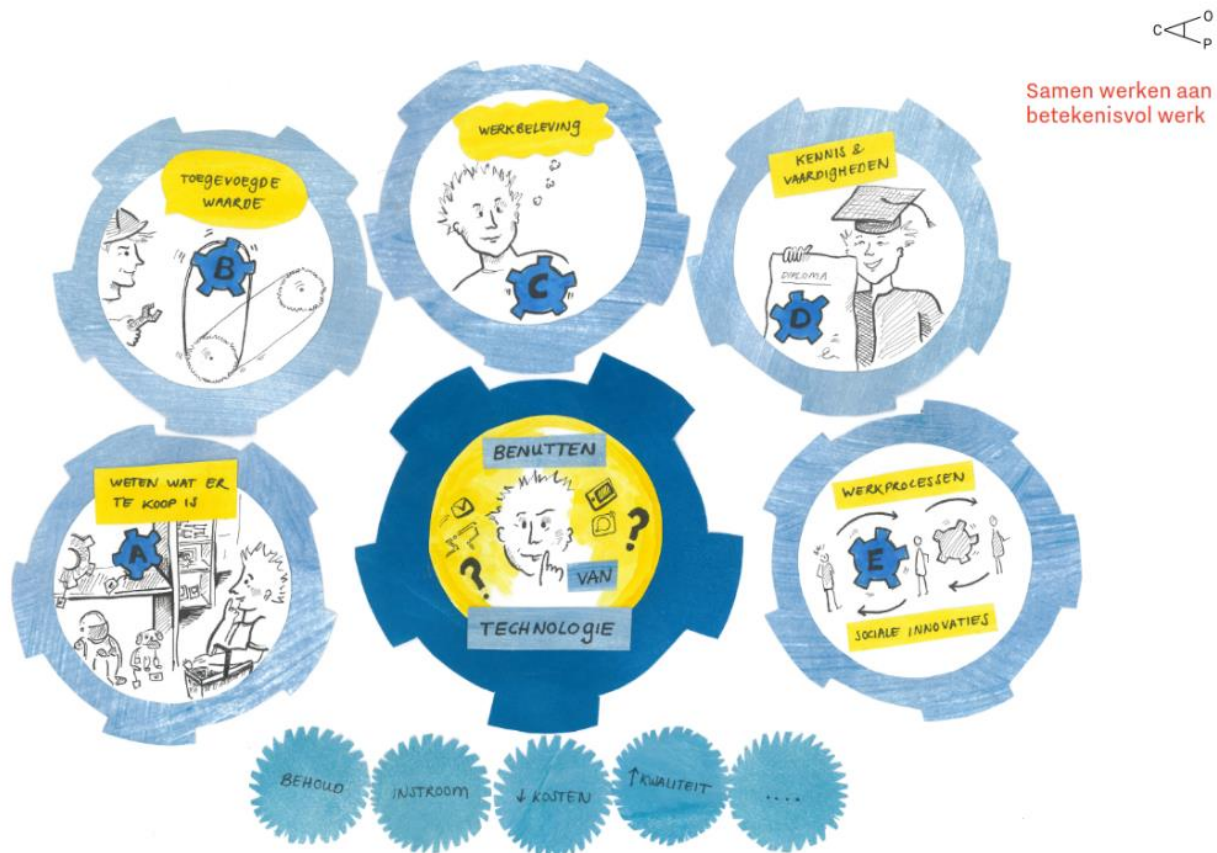 C
O
P
Samen werken aan
betekenisvol werk
WERKBELEVING
TOEGEVOEGDE
WAARDE
B
C
KENNIS &
VAARDIGHEDEN
DIPLOMA
D
WETEN WAT ER
TE KOOP IS
A
BENUTTEN
?
?
VAN
TECHNOLOGIE
WERKPROCESSEN
E
SOCIALE INNOVATIES
BEHOUD
INSTROOM
↓ KOSTEN
↑ KWALITEIT
....